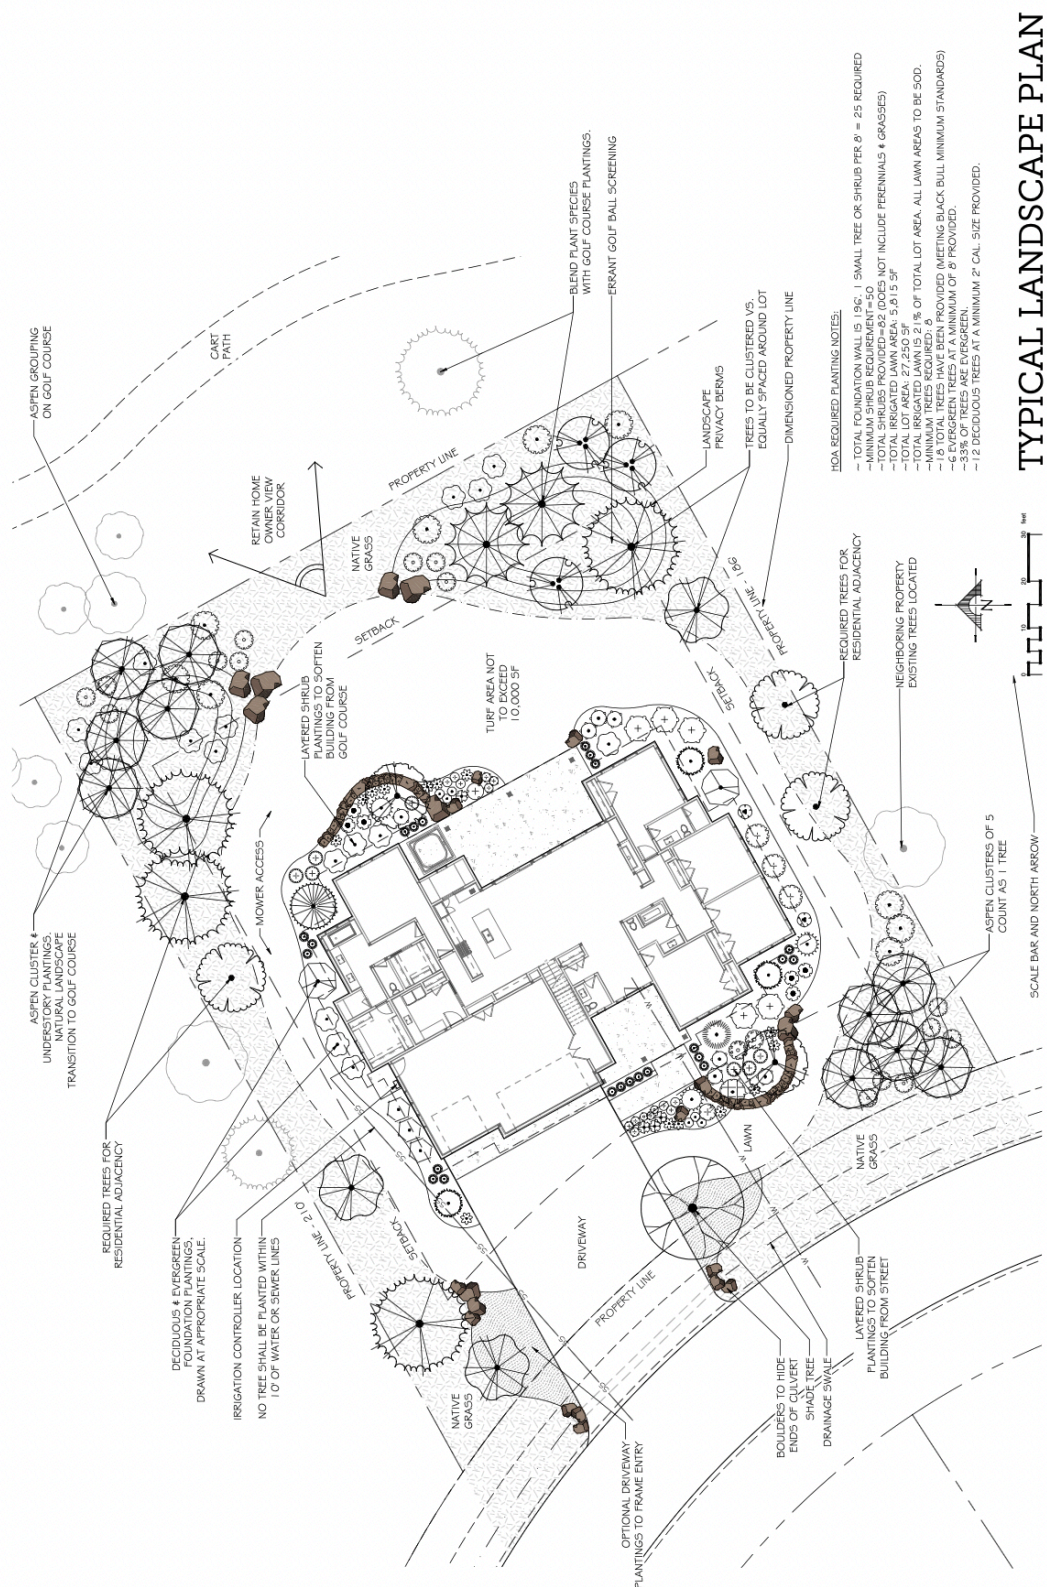 TYPICAL LANDSCAPE PLAN
ASPEN GROUPING
ON GOLF COURSE
CART
PATH
RETAIN HOME
OWNER VIEW
CORRIDOR
PROPERTY LINE
NATIVE
GRASS
SETBACK
BLEND PLANT SPECIES
WITH GOLF COURSE PLANTINGS.
ERRANT GOLF BALL SCREENING
LANDSCAPE
PRIVACY BERMS
TREES TO BE CLUSTERED VS.
EQUALLY SPACED AROUND LOT
DIMENSIONED PROPERTY LINE
HOA REQUIRED PLANTING NOTES:
- TOTAL FOUNDATION WALL IS 196'. 1 SMALL TREE OR SHRUB PER 8' = 25 REQUIRED
-MINIMUM SHRUB REQUIREMENT=50
-TOTAL SHRUBS PROVIDED=82 (DOES NOT INCLUDE PERENNIALS & GRASSES)
-TOTAL IRRIGATED LAWN AREA: 5,815 SF
-TOTAL LOT AREA: 27,250 SF
-TOTAL IRRIGATED LAWN IS 21% OF TOTAL LOT AREA. ALL LAWN AREAS TO BE SOD.
-MINIMUM TREES REQUIRED: 8
-18 TOTAL TREES HAVE BEEN PROVIDED (MEETING BLACK BULL MINIMUM STANDARDS)
-6 EVERGREEN TREES AT A MINIMUM OF 8' PROVIDED.
-33% OF TREES ARE EVERGREEN.
-12 DECIDUOUS TREES AT A MINIMUM 2" CAL. SIZE PROVIDED.
LAYERED SHRUB
PLANTINGS TO SOFTEN
BUILDING FROM
GOLF COURSE
TURF AREA NOT
TO EXCEED
10,000 SF
MOWER ACCESS
SETBACK
PROPERTY LINE - 186'
REQUIRED TREES FOR
RESIDENTIAL ADJACENCY
NEIGHBORING PROPERTY
EXISTING TREES LOCATED
N
0
10
20
30
feet
ASPEN CLUSTER &
UNDERSTORY PLANTINGS.
NATURAL LANDSCAPE
TRANSITION TO GOLF COURSE
ASPEN CLUSTERS OF 5
COUNT AS 1 TREE
SCALE BAR AND NORTH ARROW
REQUIRED TREES FOR
RESIDENTIAL ADJACENCY
DECIDUOUS & EVERGREEN
FOUNDATION PLANTINGS,
DRAWN AT APPROPRIATE SCALE.
IRRIGATION CONTROLLER LOCATION
NO TREE SHALL BE PLANTED WITHIN
10' OF WATER OR SEWER LINES
PROPERTY LINE - 210'
SETBACK
SS
SS
SS
W
W
W
W
LAWN
NATIVE
GRASS
DRIVEWAY
PROPERTY LINE
NATIVE
GRASS
LAYERED SHRUB
PLANTINGS TO SOFTEN
BUILDING FROM STREET
BOULDERS TO HIDE
ENDS OF CULVERT
SHADE TREE
DRAINAGE SWALE
OPTIONAL DRIVEWAY
PLANTINGS TO FRAME ENTRY